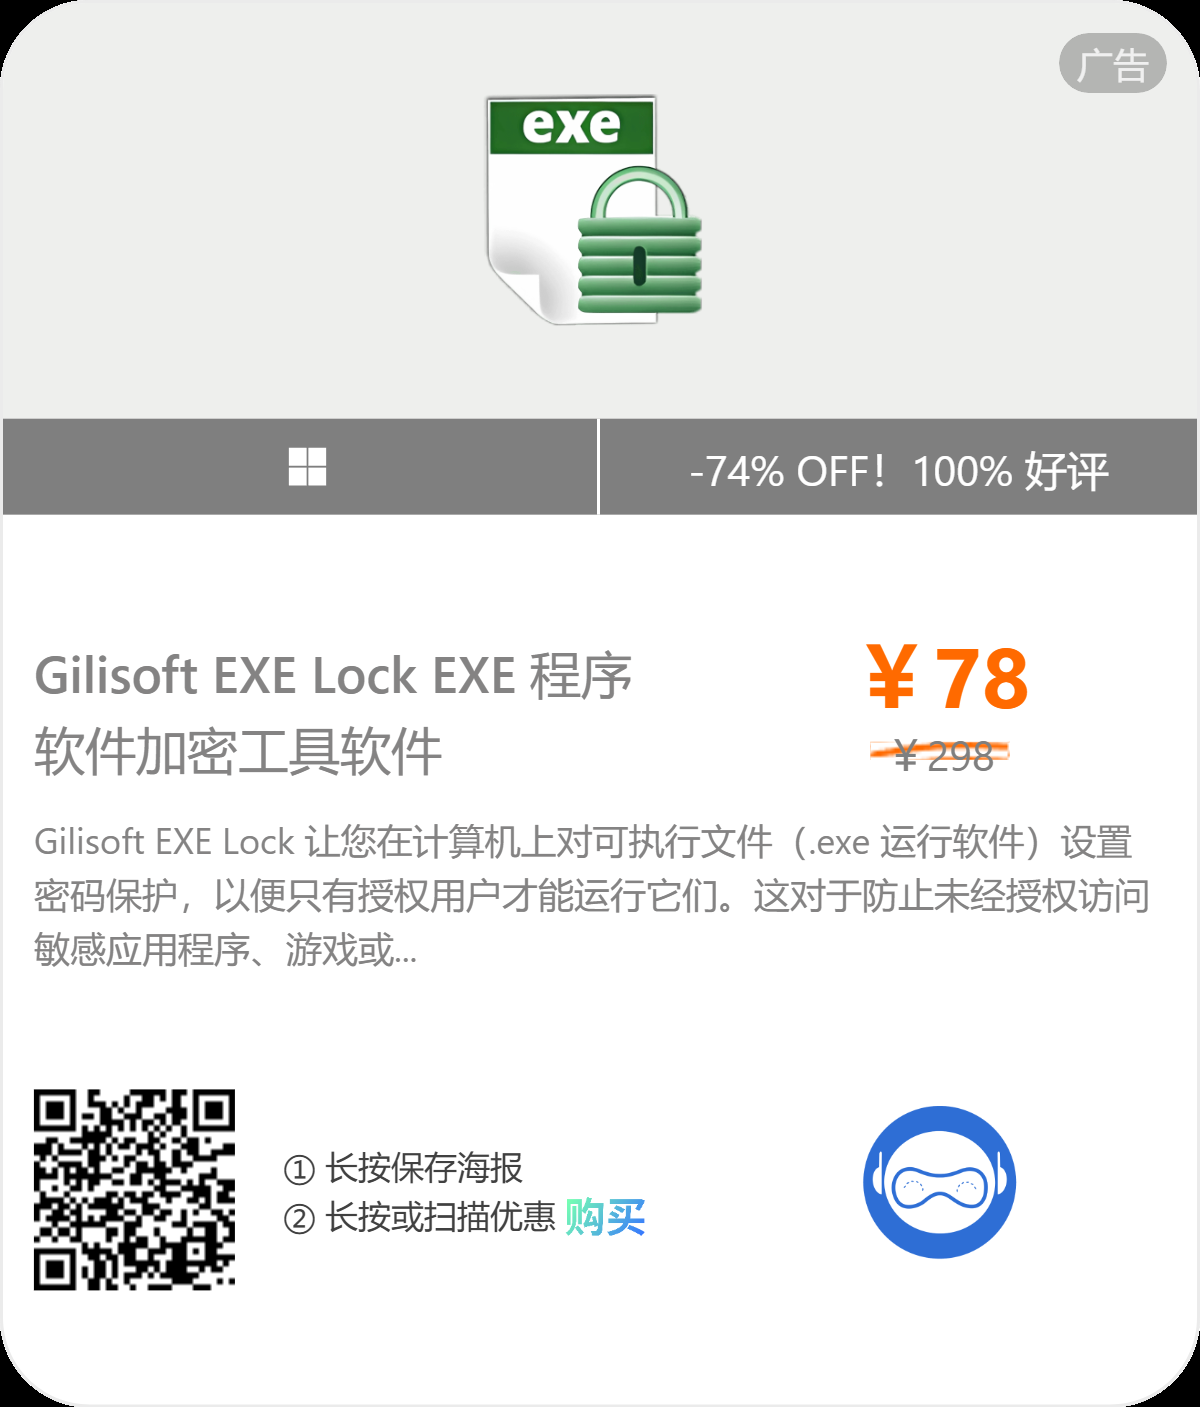 广告
exe
-74% OFF！100% 好评
Gilisoft EXE Lock EXE 程序
软件加密工具软件
￥78
￥298
Gilisoft EXE Lock 让您在计算机上对可执行文件（.exe 运行软件）设置
密码保护，以便只有授权用户才能运行它们。这对于防止未经授权访问
敏感应用程序、游戏或...
① 长按保存海报
② 长按或扫描优惠 购买